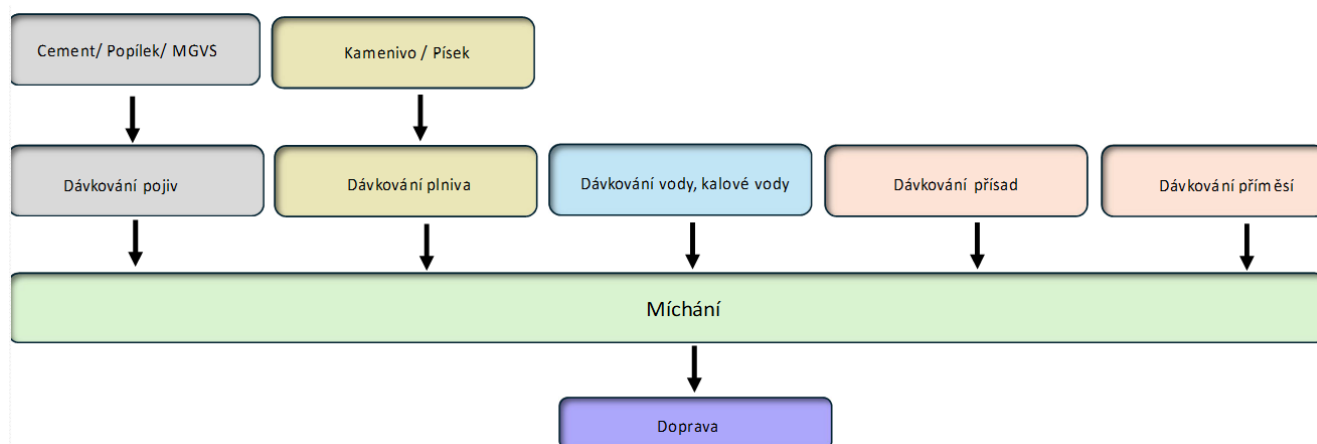 Cement/ Popílek/ MGVS
Kamenivo / Písek
Dávkování pojiv
Dávkování plniva
Dávkování vody, kalové vody
Dávkování přísad
Dávkování příměsí
Míchání
Doprava